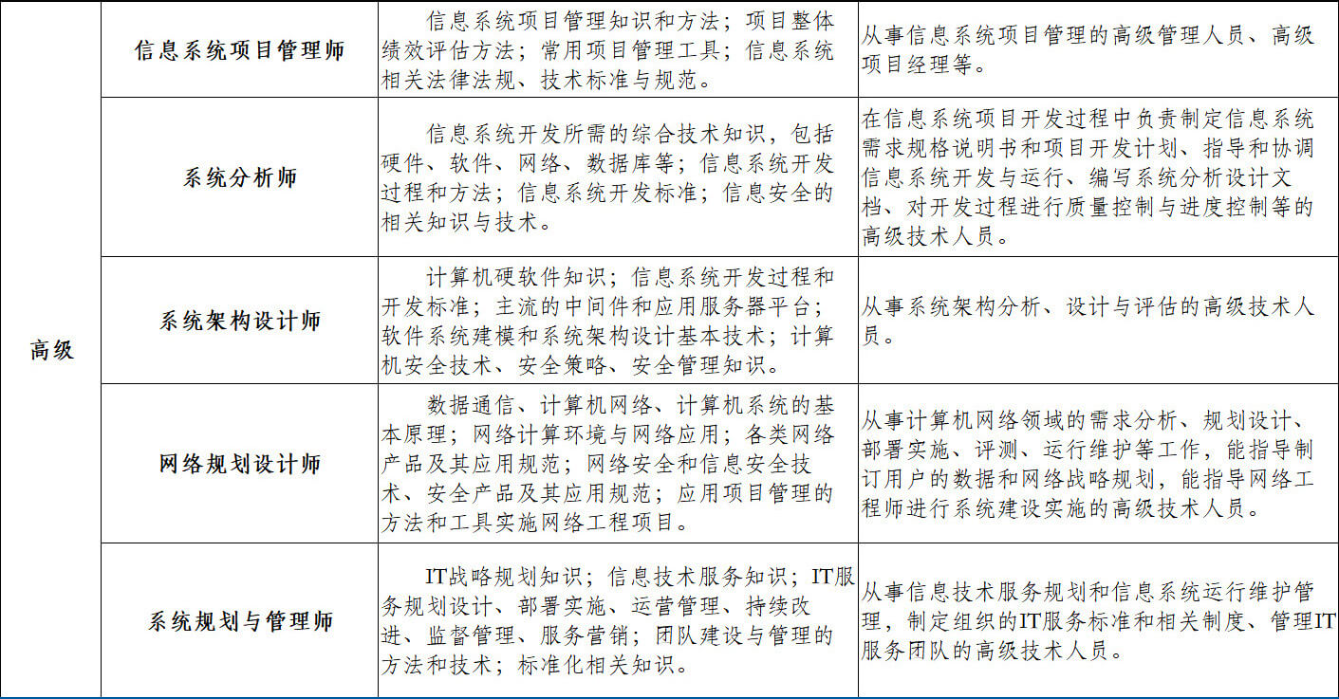 高级
信息系统项目管理师
信息系统项目管理知识和方法；项目整体
绩效评估方法；常用项目管理工具；信息系统
相关法律法规、技术标准与规范。
从事信息系统项目管理的高级管理人员、高级
项目经理等。
系统分析师
信息系统开发所需的综合技术知识，包括
硬件、软件、网络、数据库等；信息系统开发
过程和方法；信息系统开发标准；信息安全的
相关知识与技术。
在信息系统项目开发过程中负责制定信息系统
需求规格说明书和项目开发计划、指导和协调
信息系统开发与运行、编写系统分析设计文
档、对开发过程进行质量控制与进度控制等的
高级技术人员。
系统架构设计师
计算机硬软件知识；信息系统开发过程和
开发标准；主流的中间件和应用服务器平台；
软件系统建模和系统架构设计基本技术；计算
机安全技术、安全策略、安全管理知识。
从事系统架构分析、设计与评估的高级技术人
员。
网络规划设计师
数据通信、计算机网络、计算机系统的基
本原理；网络计算环境与网络应用；各类网络
产品及其应用规范；网络安全和信息安全技
术、安全产品及其应用规范；应用项目管理的
方法和工具实施网络工程项目。
从事计算机网络领域的需求分析、规划设计、
部署实施、评测、运行维护等工作，能指导制
订用户的数据和网络战略规划，能指导网络工
程师进行系统建设实施的高级技术人员。
系统规划与管理师
IT战略规划知识；信息技术服务知识；IT服
务规划设计、部署实施、运营管理、持续改
进、监督管理、服务营销；团队建设与管理的
方法和技术；标准化相关知识。
从事信息技术服务规划和信息系统运行维护管
理，制定组织的IT服务标准和相关制度、管理IT
服务团队的高级技术人员。